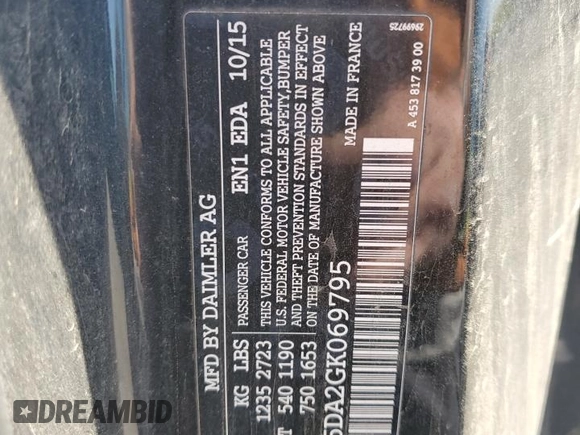 MFD BY DAIMLER AG
KG LBS PASSENGER CAR EN1 EDA 10/15
1235 2723 THIS VEHICLE CONFORMS TO ALL APPLICABLE
T 540 1190 U.S. FEDERAL MOTOR VEHICLE SAFETY,BUMPER
750 1653 AND THEFT PREVENTION STANDARDS IN EFFECT
ON THE DATE OF MANUFACTURE SHOWN ABOVE
MADE IN FRANCE
DA2GK069795
A 453 817 39 00
29699725
DREAMBID